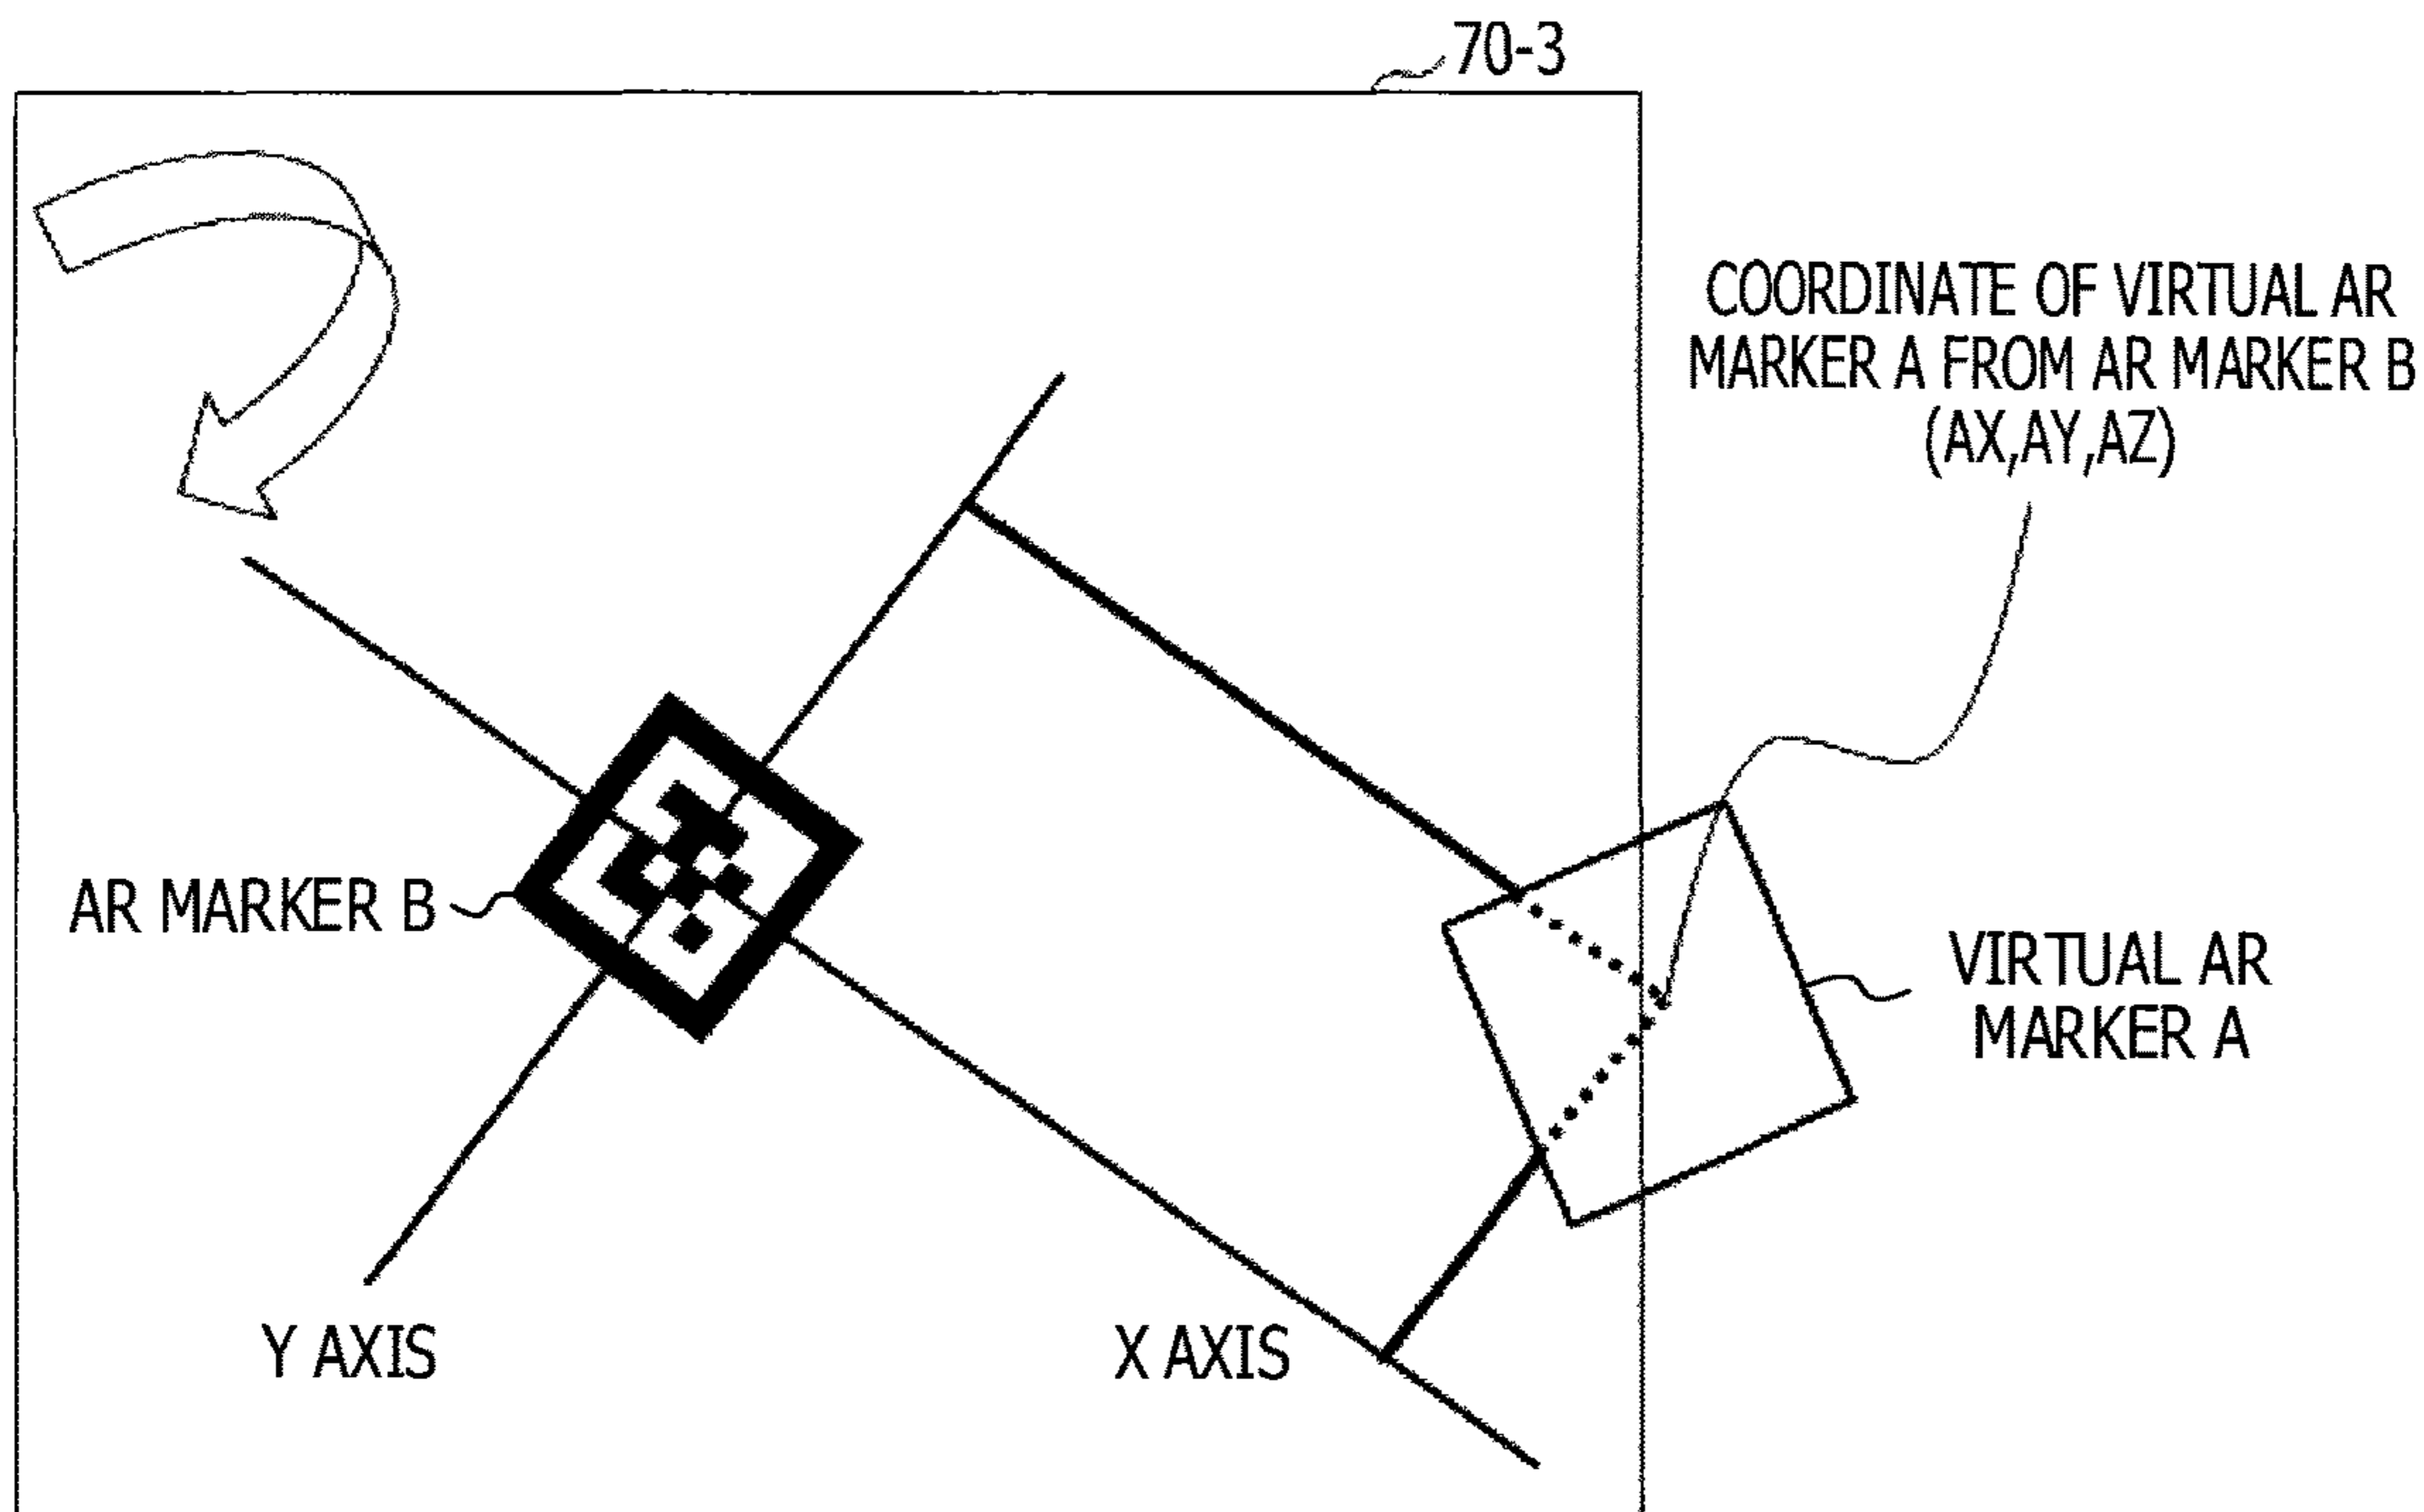 70-3
COORDINATE OF VIRTUAL AR
MARKER A FROM AR MARKER B
(AX,AY,AZ)
AR MARKER B
VIRTUAL AR
MARKER A
Y AXIS
X AXIS